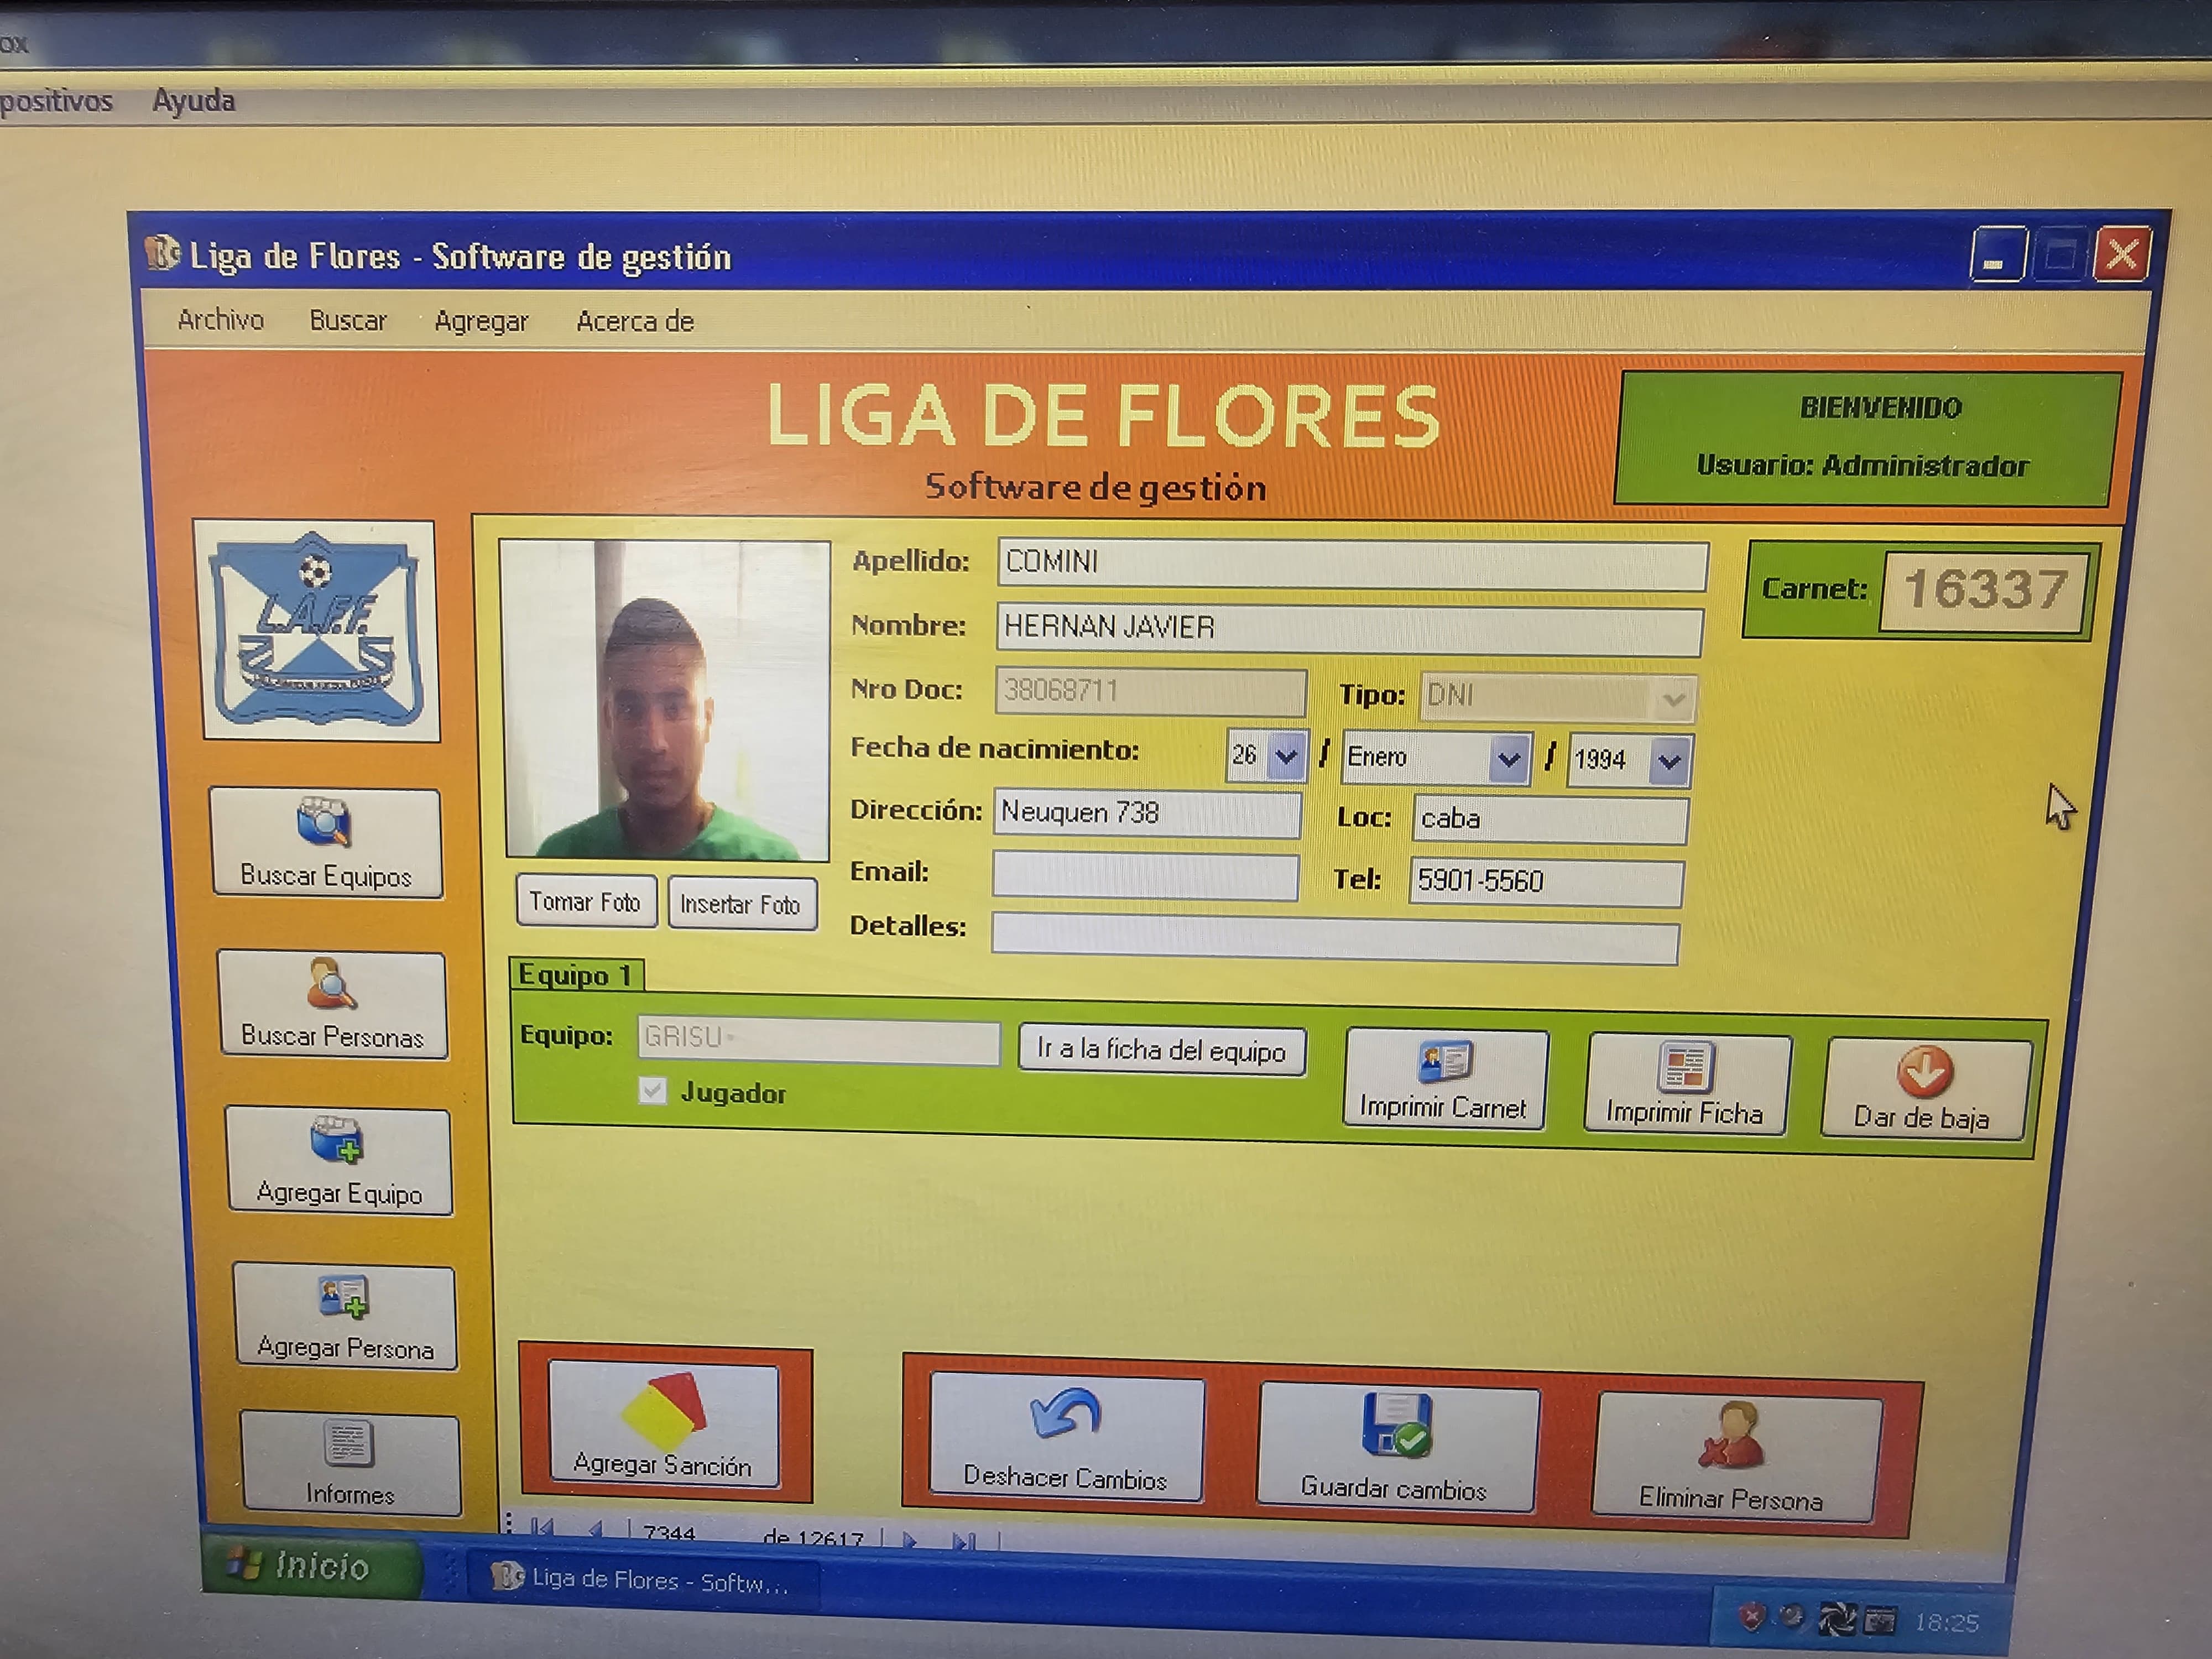 ox
positivos Ayuda
Liga de Flores - Software de gestión
Archivo Buscar Agregar Acerca de
LIGA DE FLORES
Software de gestión
BIENVENIDO
Usuario: Administrador
L.A.F.F.
Apellido: COMINI
Carnet: 16337
Nombre: HERNAN JAVIER
Nro Doc: 38068711 Tipo: DNI
Fecha de nacimiento: 26 / Enero / 1994
Dirección: Neuquen 738 Loc: caba
Email: Tel: 5901-5560
Detalles:
Tomar Foto Insertar Foto
Buscar Equipos
Buscar Personas
Agregar Equipo
Agregar Persona
Informes
Equipo 1
Equipo: GRISU Ir a la ficha del equipo
Jugador
Imprimir Carnet Imprimir Ficha Dar de baja
Agregar Sanción Deshacer Cambios Guardar cambios Eliminar Persona
7344 de 12617
Inicio Liga de Flores - Softw... 18:25